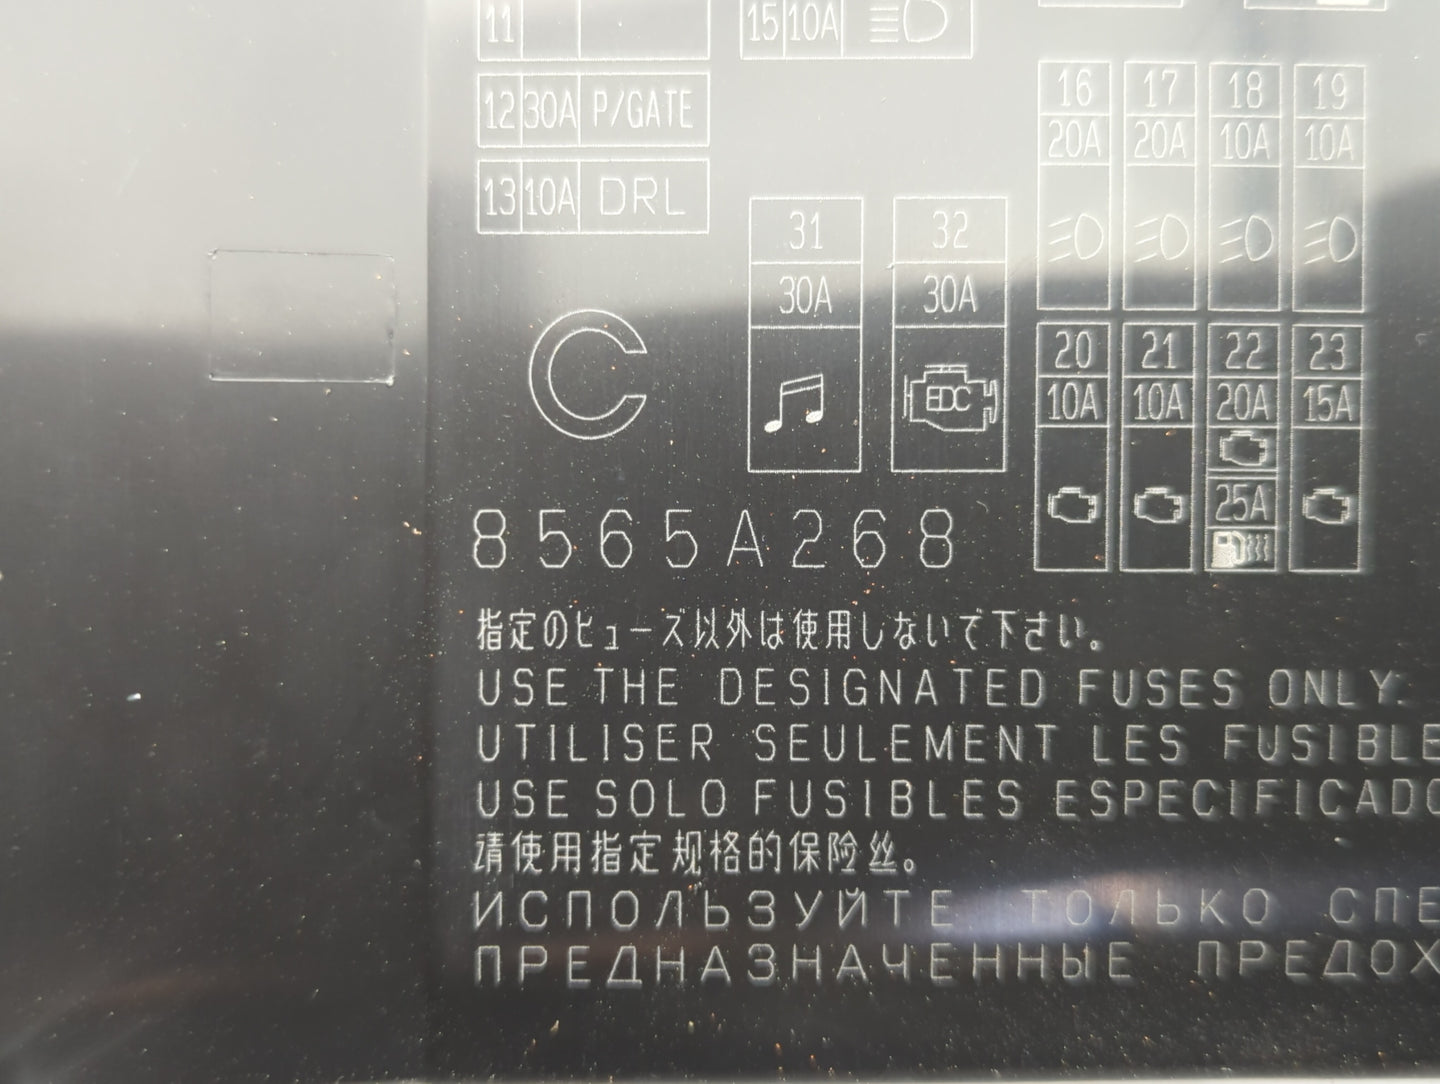 11
15 10A
12 30A P/GATE
13 10A DRL
16 17 18 19
20A 20A 10A 10A
31 32
30A 30A
20 21 22 23
10A 10A 20A 15A
EDC
C
25A
8565A268
指定のヒューズ以外は使用しないで下さい。
USE THE DESIGNATED FUSES ONLY.
UTILISER SEULEMENT LES FUSIBLE
USE SOLO FUSIBLES ESPECIFICADO
请使用指定规格的保险丝。
ИСПОЛЬЗУЙТЕ ТОЛЬКО СПЕ
ПРЕДНАЗНАЧЕННЫЕ ПРЕДОХ